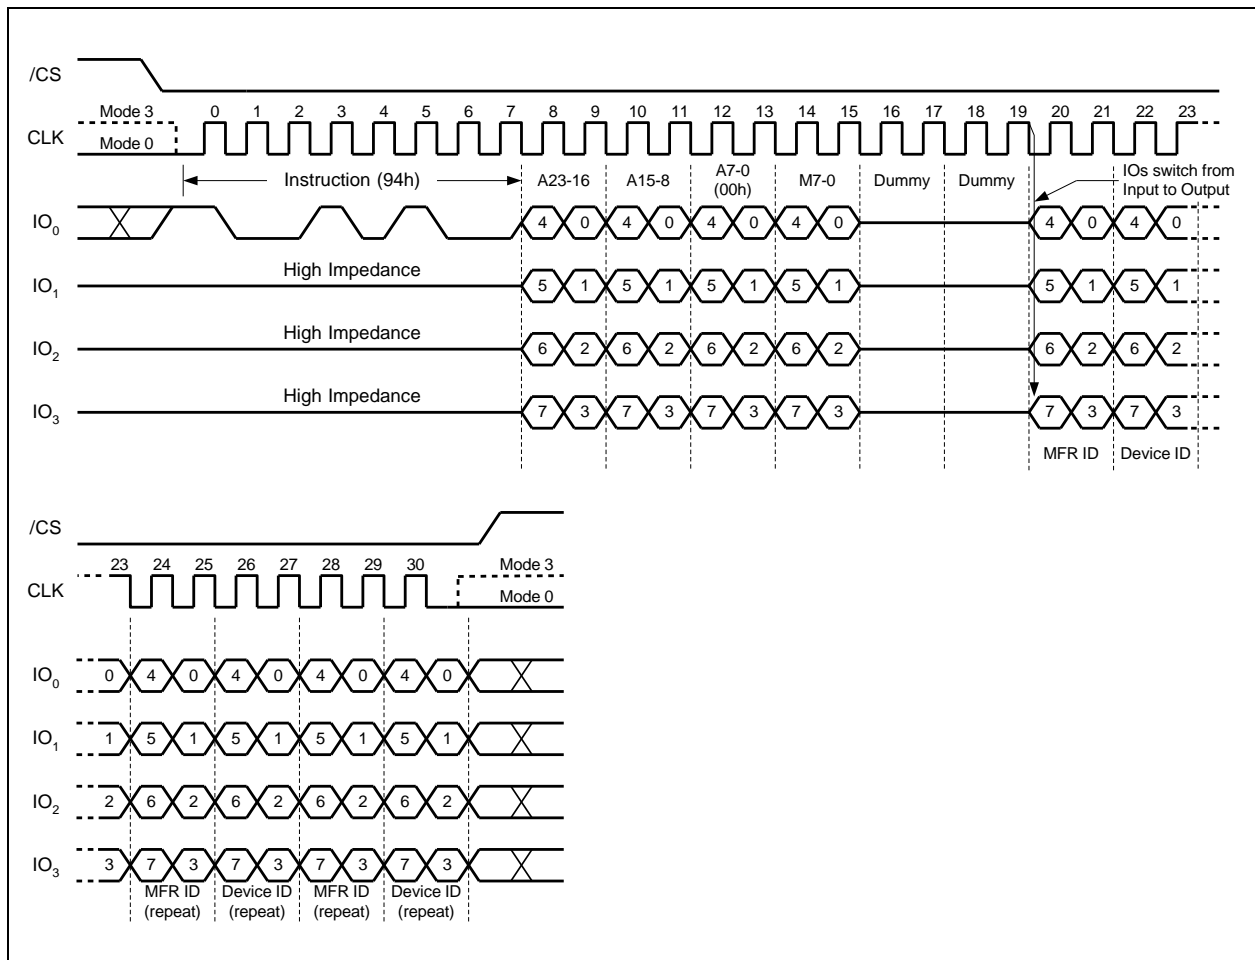 /CS
Mode 3
0 1 2 3 4 5 6 7 8 9 10 11 12 13 14 15 16 17 18 19 20 21 22 23
CLK
Mode 0
Instruction (94h)
A23-16
A15-8
A7-0
(00h)
M7-0
Dummy
Dummy
IOs switch from
Input to Output
IO0
4 0 4 0 4 0 4 0 4 0 4 0
High Impedance
IO1
5 1 5 1 5 1 5 1 5 1 5 1
High Impedance
IO2
6 2 6 2 6 2 6 2 6 2 6 2
High Impedance
IO3
7 3 7 3 7 3 7 3 7 3 7 3
MFR ID
Device ID
/CS
23 24 25 26 27 28 29 30
Mode 3
CLK
Mode 0
IO0
0 4 0 4 0 4 0 4 0
IO1
1 5 1 5 1 5 1 5 1
IO2
2 6 2 6 2 6 2 6 2
IO3
3 7 3 7 3 7 3 7 3
MFR ID
(repeat)
Device ID
(repeat)
MFR ID
(repeat)
Device ID
(repeat)